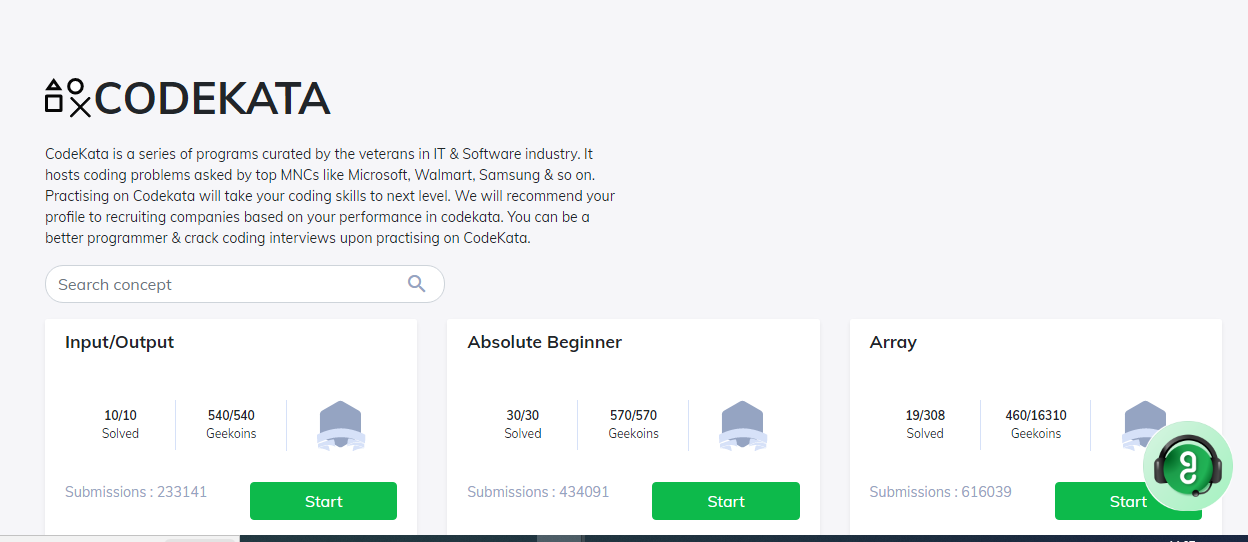 CODEKATA
CodeKata is a series of programs curated by the veterans in IT & Software industry. It
hosts coding problems asked by top MNCs like Microsoft, Walmart, Samsung & so on.
Practising on Codekata will take your coding skills to next level. We will recommend your
profile to recruiting companies based on your performance in codekata. You can be a
better programmer & crack coding interviews upon practising on CodeKata.
Search concept
Input/Output
10/10
Solved
540/540
Geekoins
Submissions : 233141
Start
Absolute Beginner
30/30
Solved
570/570
Geekoins
Submissions : 434091
Start
Array
19/308
Solved
460/16310
Geekoins
Submissions : 616039
Start